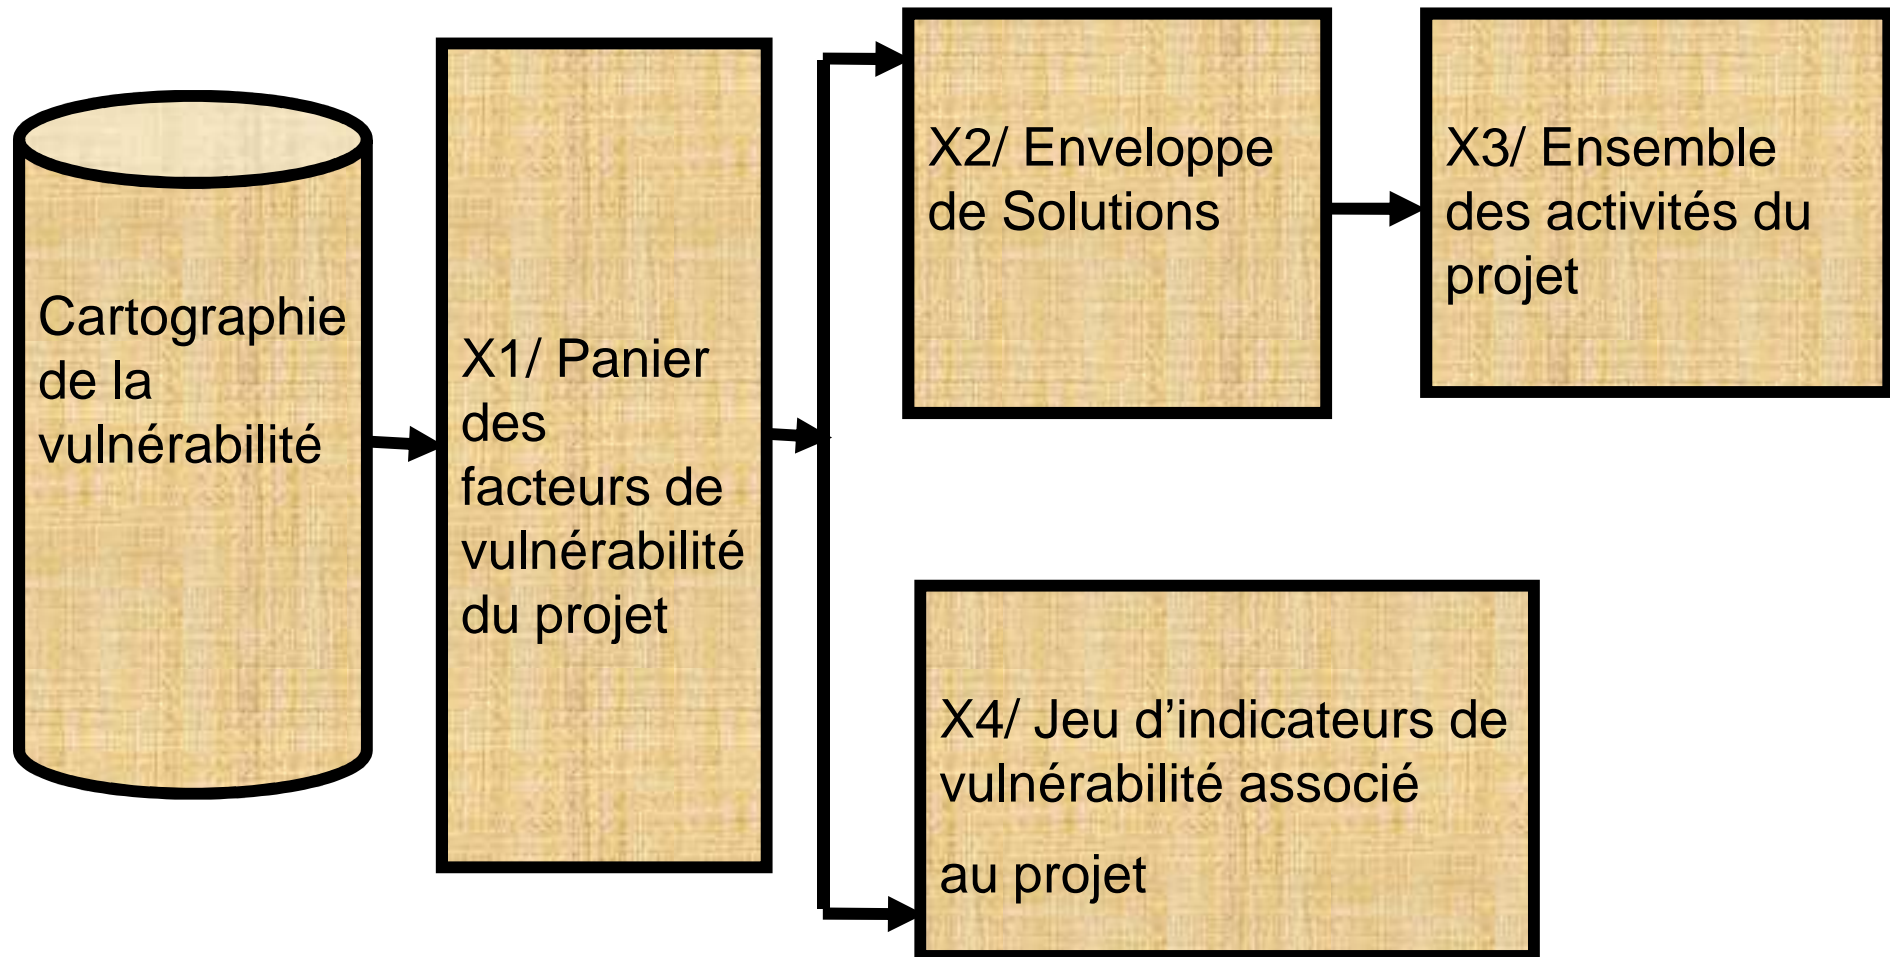 Cartographie
de la
vulnérabilité
X1/ Panier
des
facteurs de
vulnérabilité
du projet
X2/ Enveloppe
de Solutions
X3/ Ensemble
des activités du
projet
X4/ Jeu d’indicateurs de
vulnérabilité associé
au projet